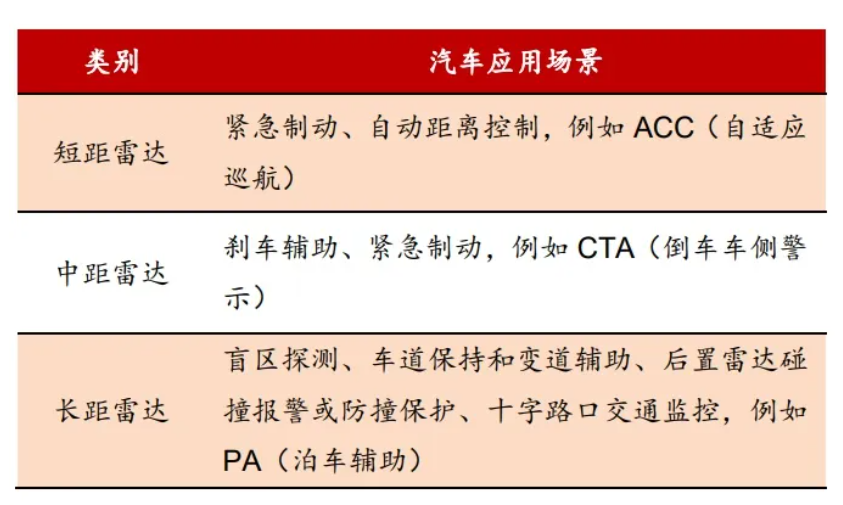 类别 汽车应用场景
紧急制动、自动距离控制，例如 ACC（自适应
短距雷达
巡航）
刹车辅助、紧急制动，例如 CTA（倒车车侧警
中距雷达
示）
盲区探测、车道保持和变道辅助、后置雷达碰
长距雷达 撞报警或防撞保护、十字路口交通监控，例如
PA（泊车辅助）